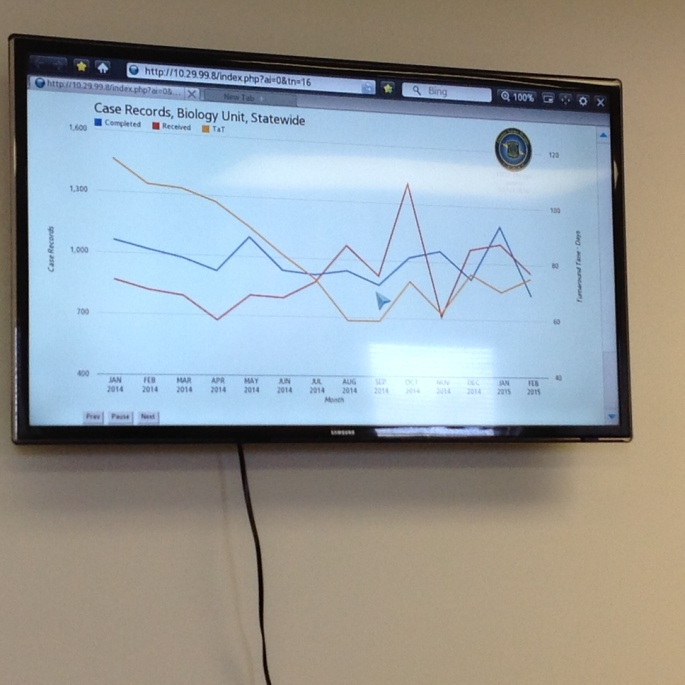 http://10.29.99.8/index.php?ai=0&tn=16
Bing
100%
http://10.29.99.8/index.php?ai=0&...
New Tab
Case Records, Biology Unit, Statewide
Completed Received TaT
1,600
1,300
1,000
700
400
Case Records
120
100
80
60
40
Turnaround Time - Days
JAN 2014
FEB 2014
MAR 2014
APR 2014
MAY 2014
JUN 2014
JUL 2014
AUG 2014
SEP 2014
OCT 2014
NOV 2014
DEC 2014
JAN 2015
FEB 2015
Month
Prev Pause Next
SAMSUNG